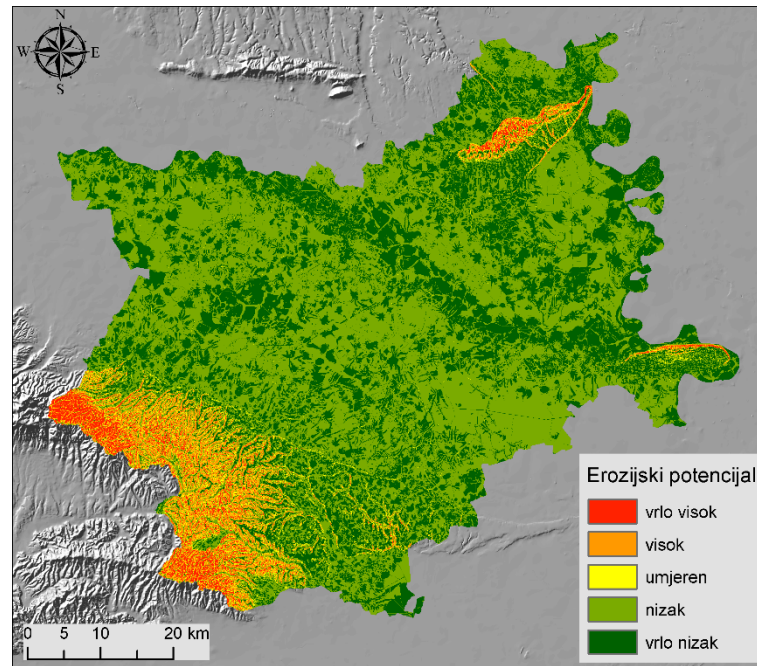 N
W E
S
Erozijski potencijal
vrlo visok
visok
umjeren
nizak
vrlo nizak
0 5 10 20 km